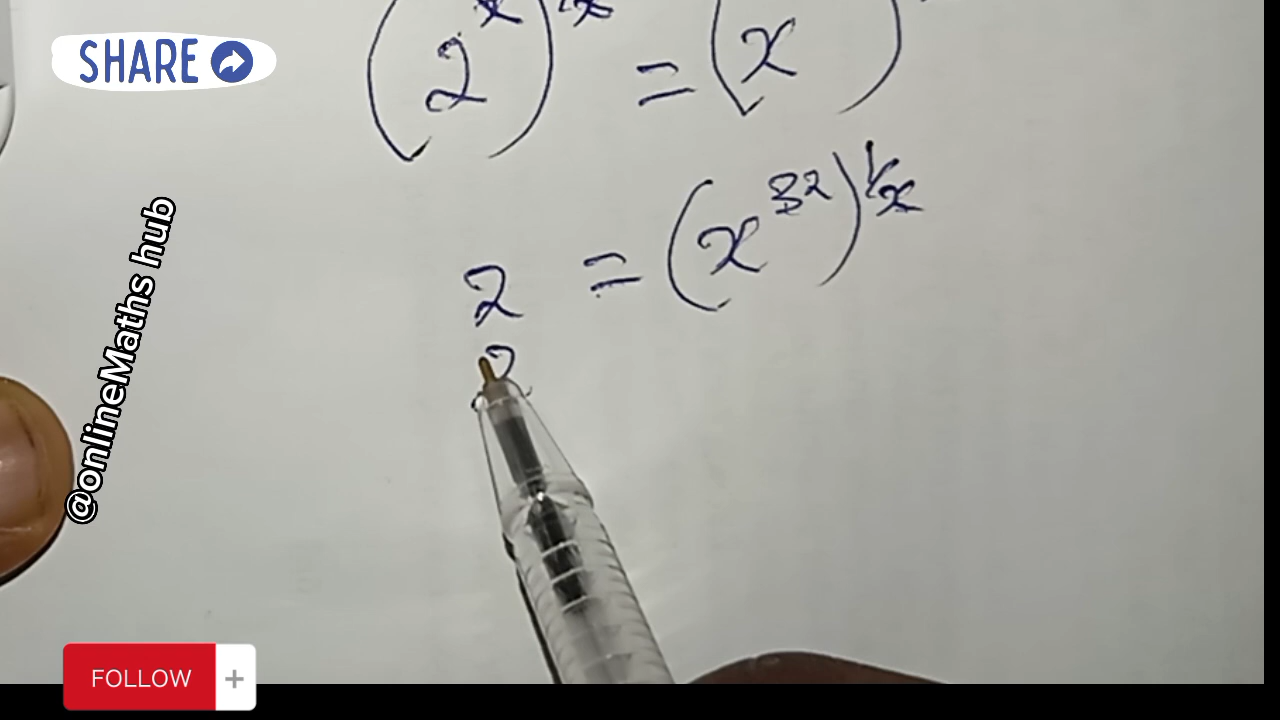 SHARE
(2^x)^1/x = (x
2 = (x^32)^1/x
2
@onlineMaths hub
FOLLOW +